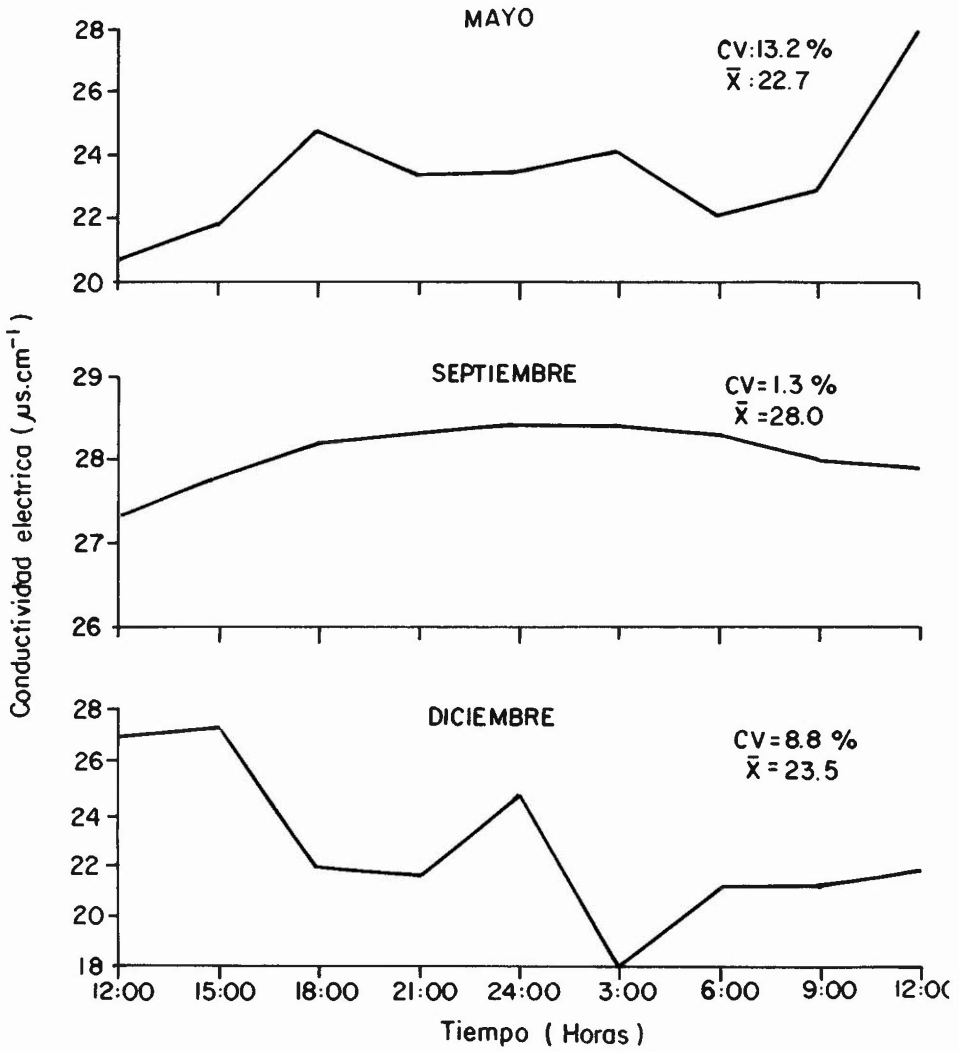 MAYO
CV:13.2 %
X̄ :22.7
28
26
24
22
20
SEPTIEMBRE
CV=1.3 %
X̄ =28.0
29
28
27
26
Conductividad electrica (µs.cm⁻¹)
DICIEMBRE
CV=8.8 %
X̄ =23.5
28
26
24
22
20
18
12:00 15:00 18:00 21:00 24:00 3:00 6:00 9:00 12:0
Tiempo ( Horas )